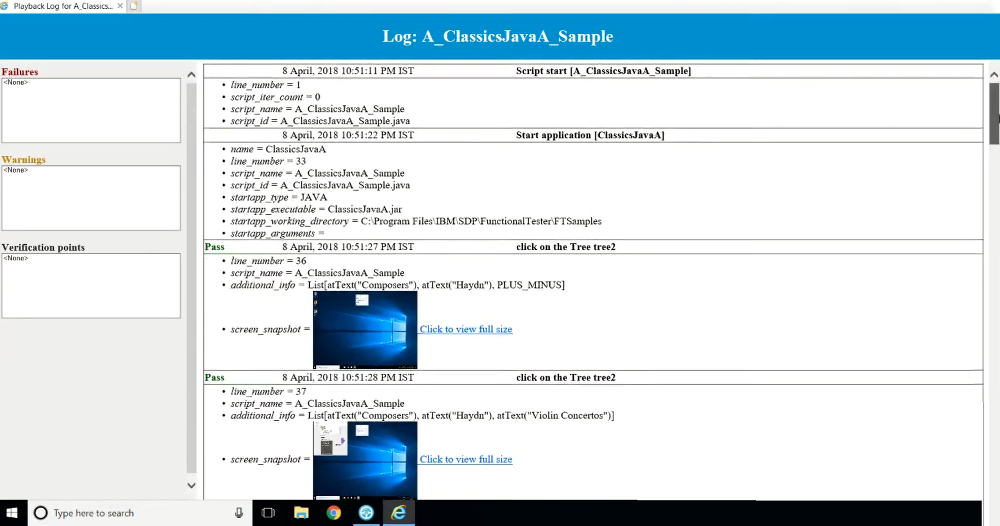 Playback Log for A_Classics...
Log: A_ClassicsJavaA_Sample
Failures
<None>
Warnings
<None>
Verification points
<None>
8 April, 2018 10:51:11 PM IST Script start [A_ClassicsJavaA_Sample]
• line_number = 1
• script_iter_count = 0
• script_name = A_ClassicsJavaA_Sample
• script_id = A_ClassicsJavaA_Sample.java
8 April, 2018 10:51:22 PM IST Start application [ClassicsJavaA]
• name = ClassicsJavaA
• line_number = 33
• script_name = A_ClassicsJavaA_Sample
• script_id = A_ClassicsJavaA_Sample.java
• startapp_type = JAVA
• startapp_executable = ClassicsJavaA.jar
• startapp_working_directory = C:\Program Files\IBM\SDP\FunctionalTester\FTSamples
• startapp_arguments =
Pass 8 April, 2018 10:51:27 PM IST click on the Tree tree2
• line_number = 36
• script_name = A_ClassicsJavaA_Sample
• additional_info = List[atText("Composers"), atText("Haydn"), PLUS_MINUS]
• screen_snapshot = Click to view full size
Pass 8 April, 2018 10:51:28 PM IST click on the Tree tree2
• line_number = 37
• script_name = A_ClassicsJavaA_Sample
• additional_info = List[atText("Composers"), atText("Haydn"), atText("Violin Concertos")]
• screen_snapshot = Click to view full size
Type here to search